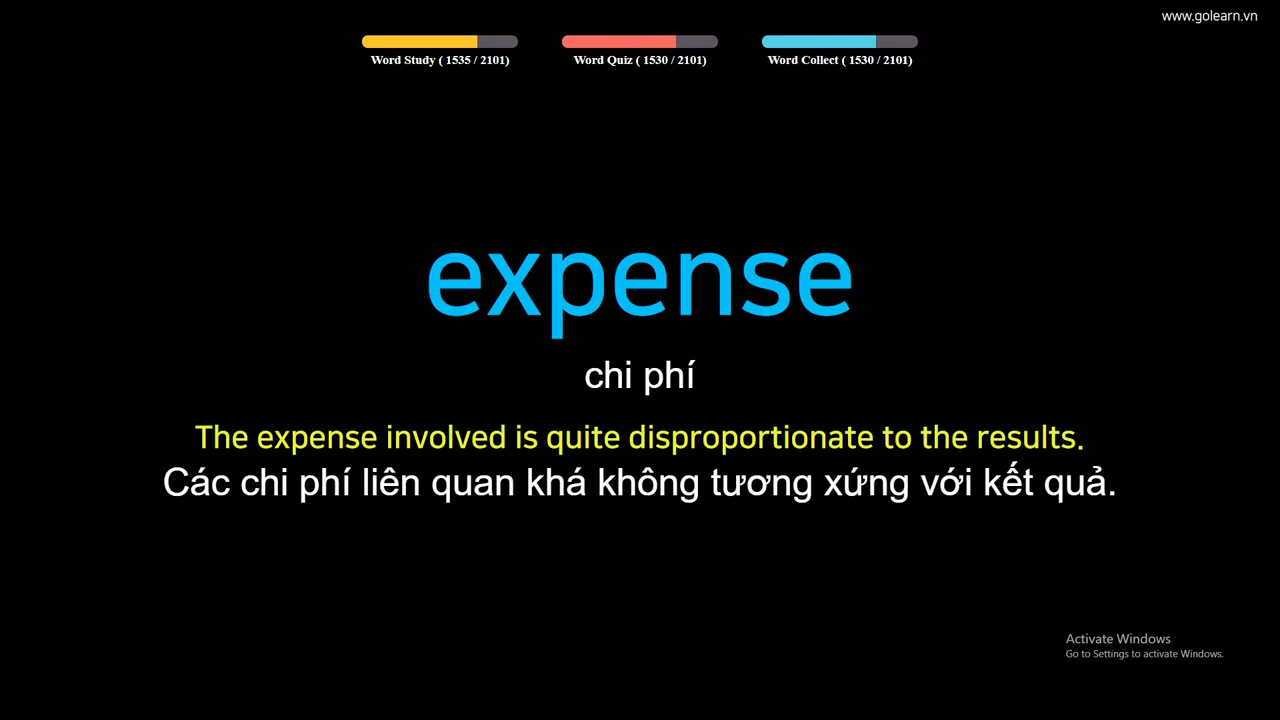 www.golearn.vn
Word Study ( 1535 / 2101)
Word Quiz ( 1530 / 2101)
Word Collect ( 1530 / 2101)
expense
chi phí
The expense involved is quite disproportionate to the results.
Các chi phí liên quan khá không tương xứng với kết quả.
Activate Windows
Go to Settings to activate Windows.